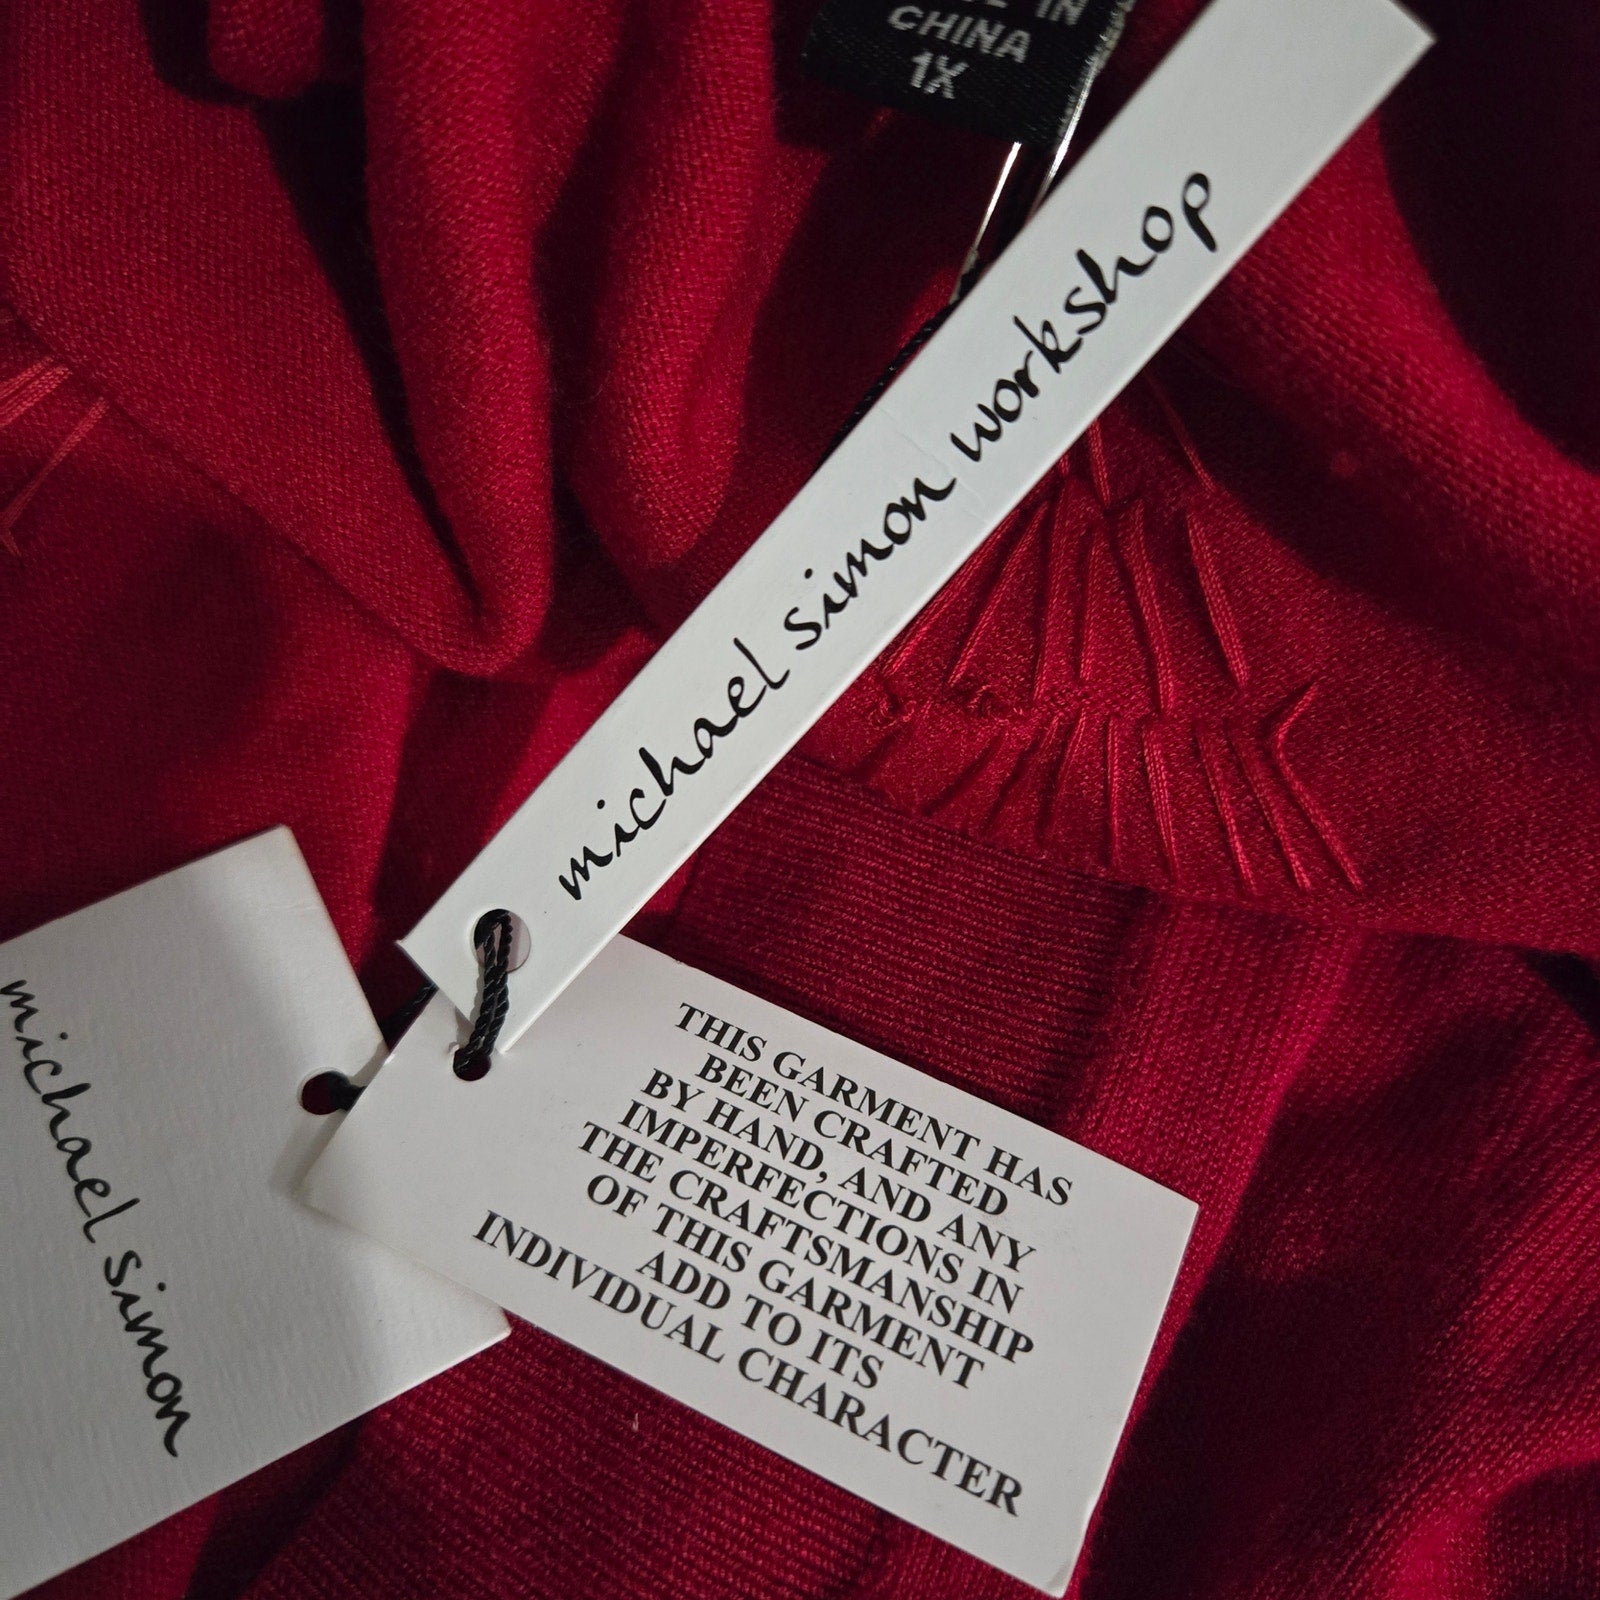 IN
CHINA
1X
michael simon workshop
michael simon
THIS GARMENT HAS
BEEN CRAFTED
BY HAND, AND ANY
IMPERFECTIONS IN
THE CRAFTSMANSHIP
OF THIS GARMENT
ADD TO ITS
INDIVIDUAL CHARACTER